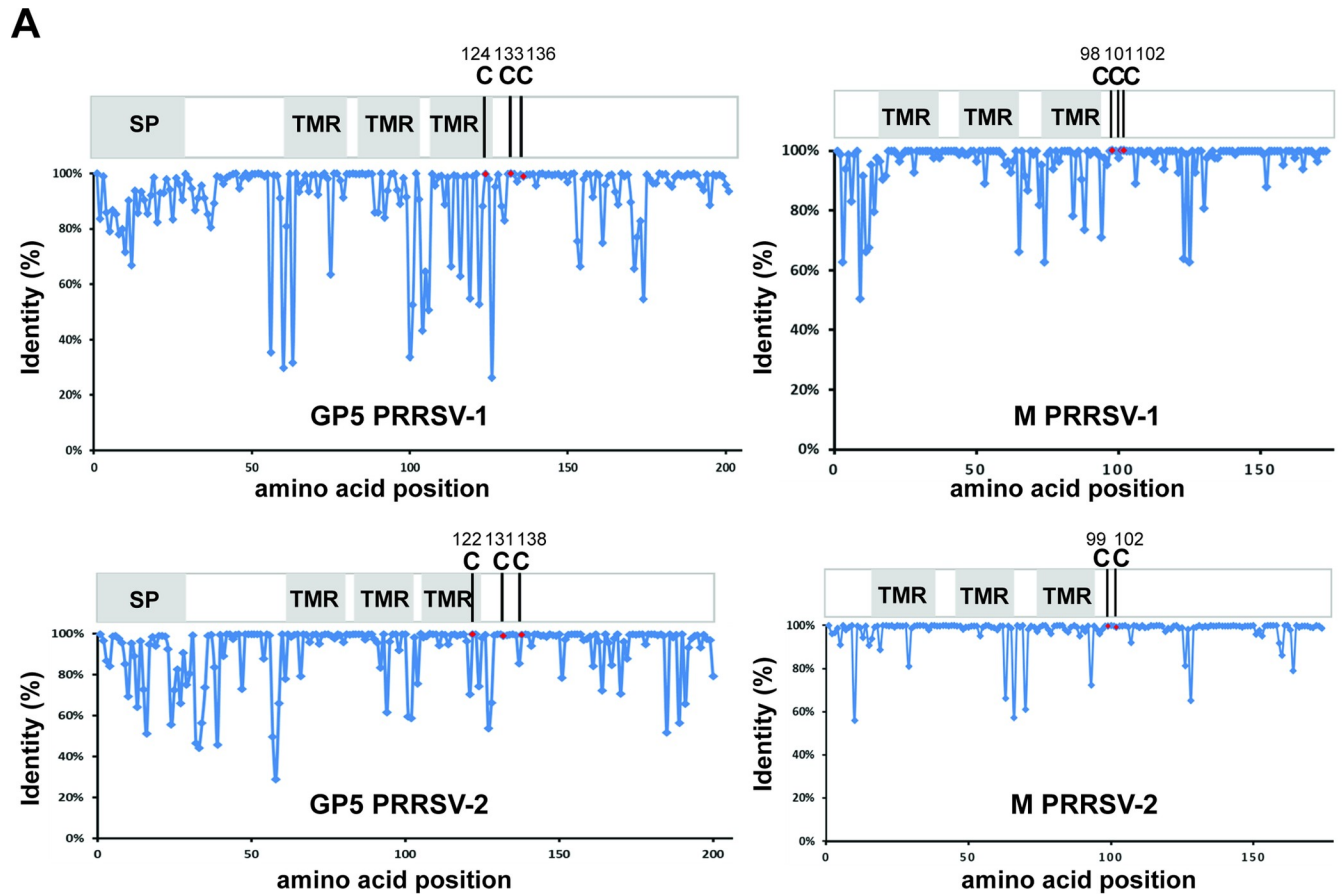 A
124 133 136
C CC
SP TMR TMR TMR
100%
80%
60%
40%
20%
0%
Identity (%)
GP5 PRRSV-1
0 50 100 150 200
amino acid position
98 101 102
CCC
TMR TMR TMR
100%
80%
60%
40%
20%
0%
Identity (%)
M PRRSV-1
0 50 100 150
amino acid position
122 131 138
C C C
SP TMR TMR TMR
100%
80%
60%
40%
20%
0%
Identity (%)
GP5 PRRSV-2
0 50 100 150 200
amino acid position
99 102
C C
TMR TMR TMR
100%
80%
60%
40%
20%
0%
Identity (%)
M PRRSV-2
0 50 100 150
amino acid position